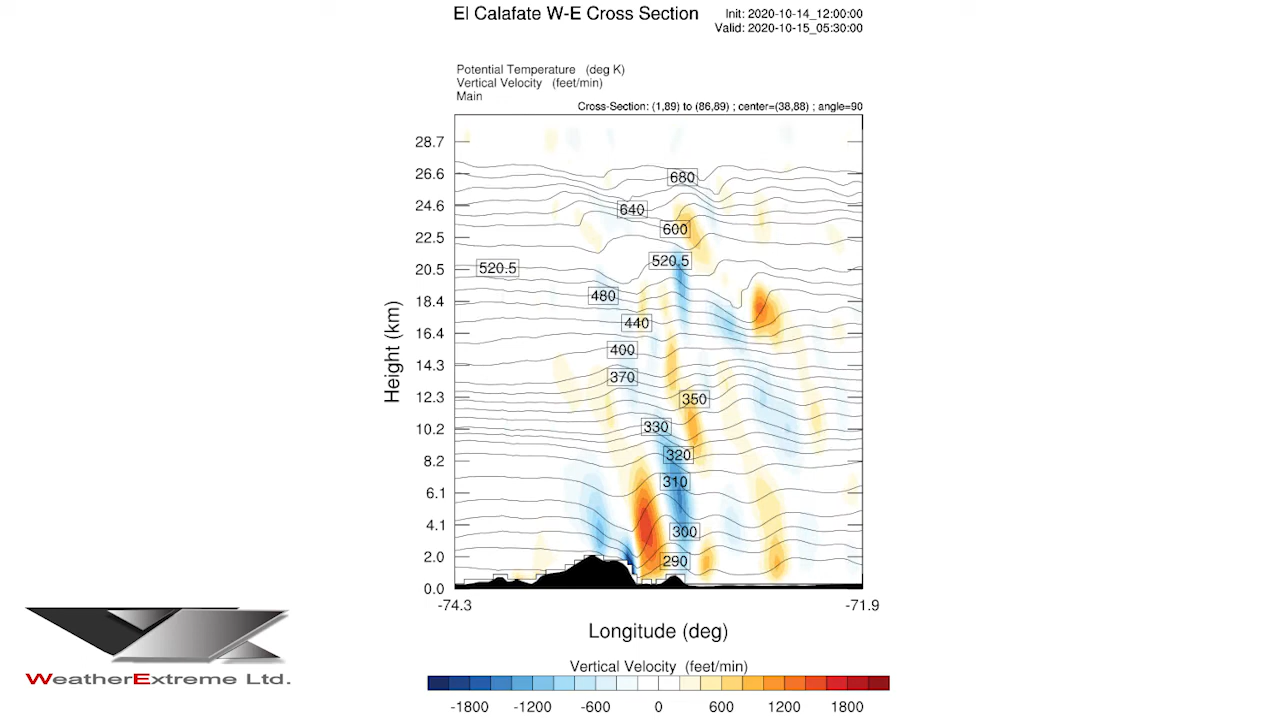 El Calafate W-E Cross Section
Init: 2020-10-14_12:00:00
Valid: 2020-10-15_05:30:00
Potential Temperature (deg K)
Vertical Velocity (feet/min)
Main
Cross-Section: (1,89) to (86,89) ; center=(38,88) ; angle=90
28.7
26.6
680
24.6
640
22.5
600
20.5
520.5
520.5
18.4
480
16.4
440
14.3
400
370
12.3
350
10.2
330
8.2
320
6.1
310
4.1
300
2.0
290
0.0
Height (km)
-74.3
-71.9
Longitude (deg)
Vertical Velocity (feet/min)
-1800 -1200 -600 0 600 1200 1800
WeatherExtreme Ltd.